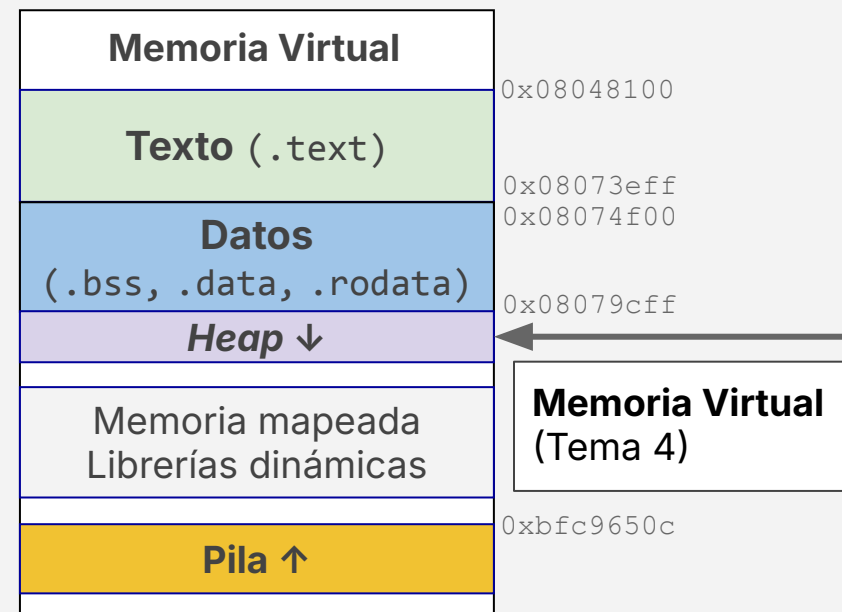 Memoria Virtual
0x08048100
Texto (.text)
0x08073eff
0x08074f00
Datos
(.bss, .data, .rodata)
0x08079cff
Heap ↓
Memoria Virtual
(Tema 4)
Memoria mapeada
Librerías dinámicas
0xbfc9650c
Pila ↑